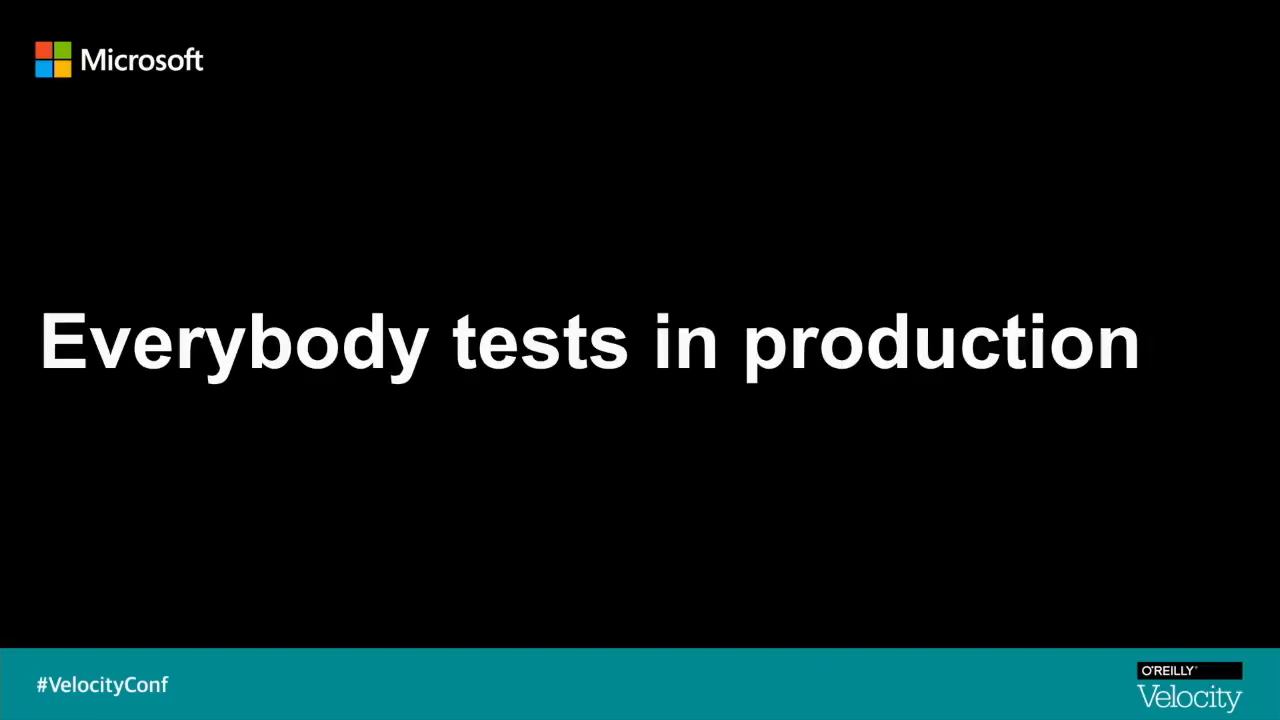 Microsoft
Everybody tests in production
#VelocityConf
O'REILLY®
Velocity